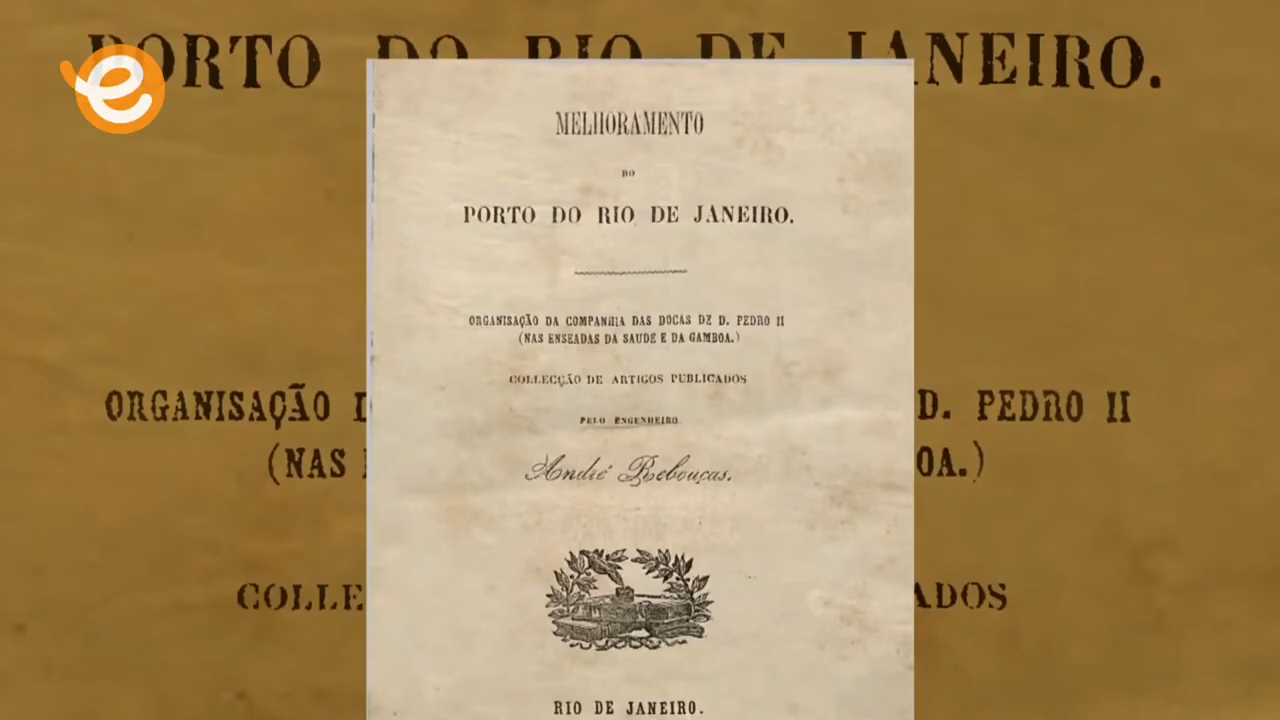 MELHORAMENTO
DO
PORTO DO RIO DE JANEIRO.
ORGANISAÇÃO DA COMPANHIA DAS DOCAS DE D. PEDRO II
(NAS ENSEADAS DA SAUDE E DA GAMBOA.)
COLLECÇÃO DE ARTIGOS PUBLICADOS
PELO ENGENHEIRO
André Rebouças.
RIO DE JANEIRO.
PORTO DO RIO DE JANEIRO.
ORGANISAÇÃO D
D. PEDRO II
(NAS
OA.)
COLLE
ADOS
e